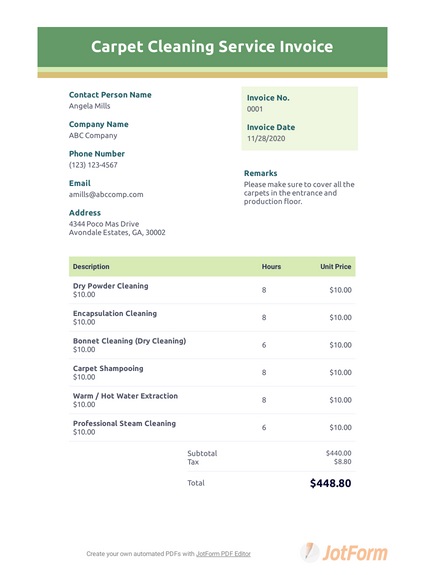 Carpet Cleaning Service Invoice
Contact Person Name
Angela Mills
Company Name
ABC Company
Phone Number
(123) 123-4567
Email
amills@abccomp.com
Address
4344 Poco Mas Drive
Avondale Estates, GA, 30002
Invoice No.
0001
Invoice Date
11/28/2020
Remarks
Please make sure to cover all the
carpets in the entrance and
production floor.
Description Hours Unit Price
Dry Powder Cleaning
$10.00 8 $10.00
Encapsulation Cleaning
$10.00 8 $10.00
Bonnet Cleaning (Dry Cleaning)
$10.00 6 $10.00
Carpet Shampooing
$10.00 8 $10.00
Warm / Hot Water Extraction
$10.00 8 $10.00
Professional Steam Cleaning
$10.00 6 $10.00
Subtotal $440.00
Tax $8.80
Total $448.80
Create your own automated PDFs with JotForm PDF Editor
JotForm